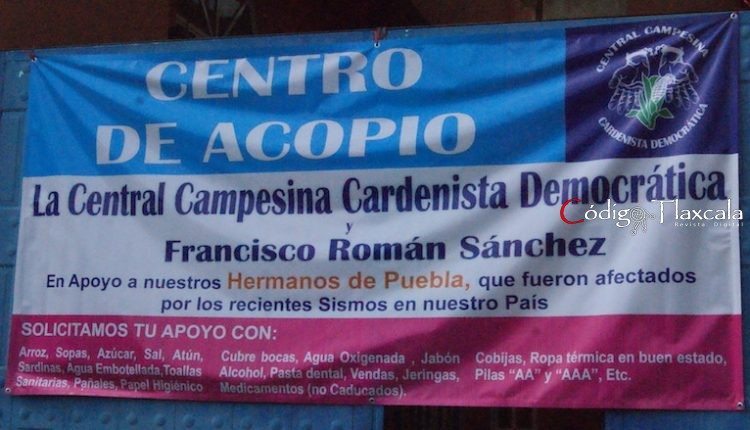 CENTRO
DE ACOPIO
CENTRAL CAMPESINA
CARDENISTA DEMOCRÁTICA
La Central Campesina Cardenista Democrática
y
Francisco Román Sánchez
Código Tlaxcala
Revista Digital
En Apoyo a nuestros Hermanos de Puebla, que fueron afectados
por los recientes Sismos en nuestro País
SOLICITAMOS TU APOYO CON:
Arroz, Sopas, Azúcar, Sal, Atún,
Sardinas, Agua Embotellada,Toallas
Sanitarias, Pañales, Papel Higiénico
Cubre bocas, Agua Oxigenada , Jabón
Alcohol, Pasta dental, Vendas, Jeringas,
Medicamentos (no Caducados).
Cobijas, Ropa térmica en buen estado,
Pilas “AA” y “AAA”, Etc.